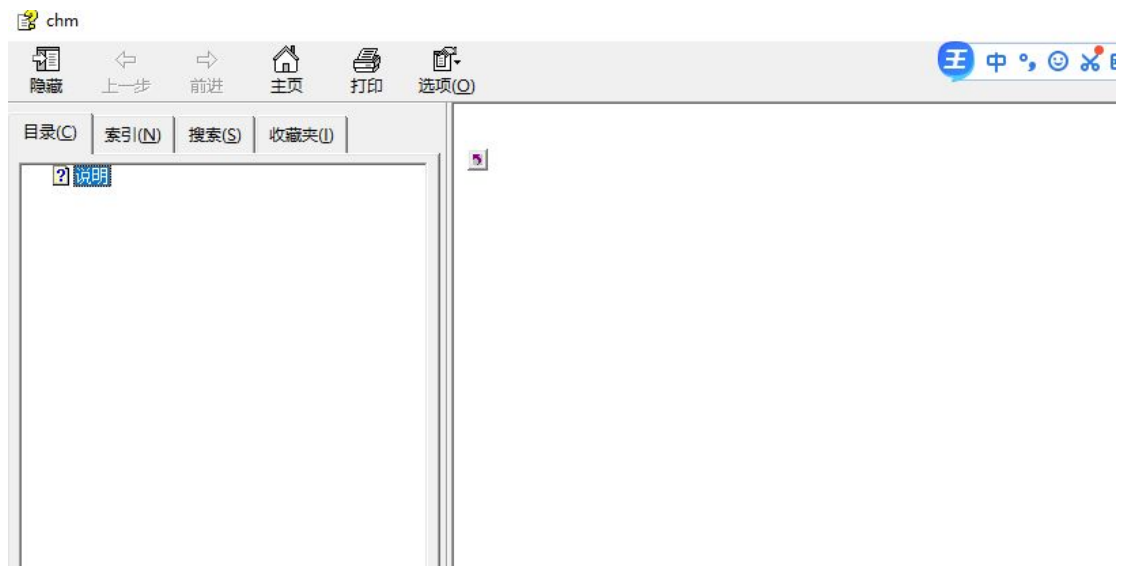 chm
隐藏 上一步 前进 主页 打印 选项(O)
王 中
目录(C) 索引(N) 搜索(S) 收藏夹(I)
说明